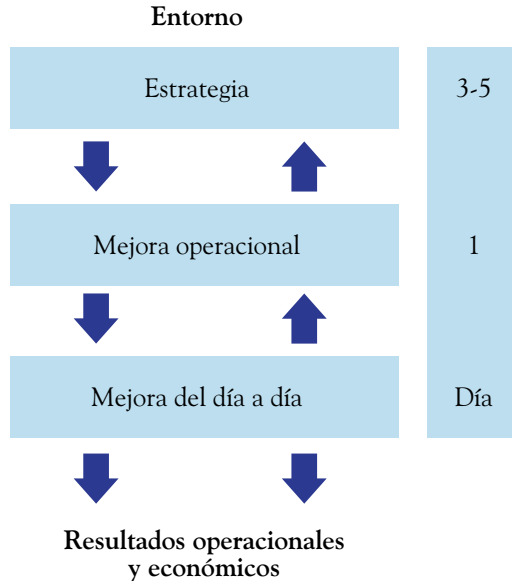 Entorno
Estrategia
3-5
Mejora operacional
1
Mejora del día a día
Día
Resultados operacionales
y económicos